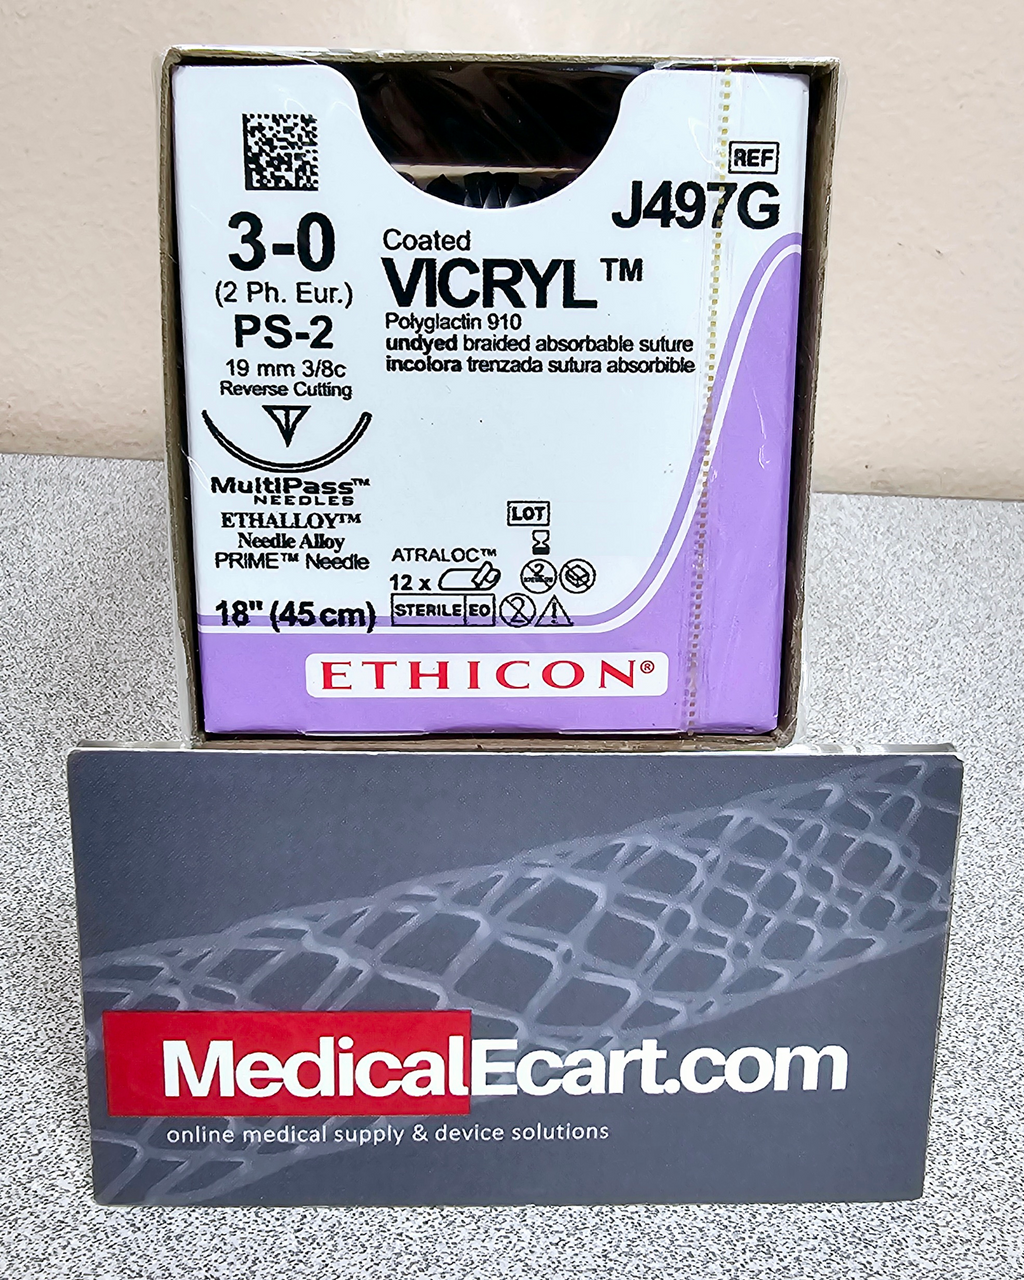 REF
J497G
3-0
(2 Ph. Eur.)
PS-2
19 mm 3/8c
Reverse Cutting
MultiPass™
NEEDLES
ETHALLOY™
Needle Alloy
PRIME™ Needle
18" (45cm)
Coated
VICRYL™
Polyglactin 910
undyed braided absorbable suture
incolora trenzada sutura absorbible
LOT
ATRALOC™
12 x
2
STERILE EO
2
ETHICON®
MedicalEcart.com
online medical supply & device solutions